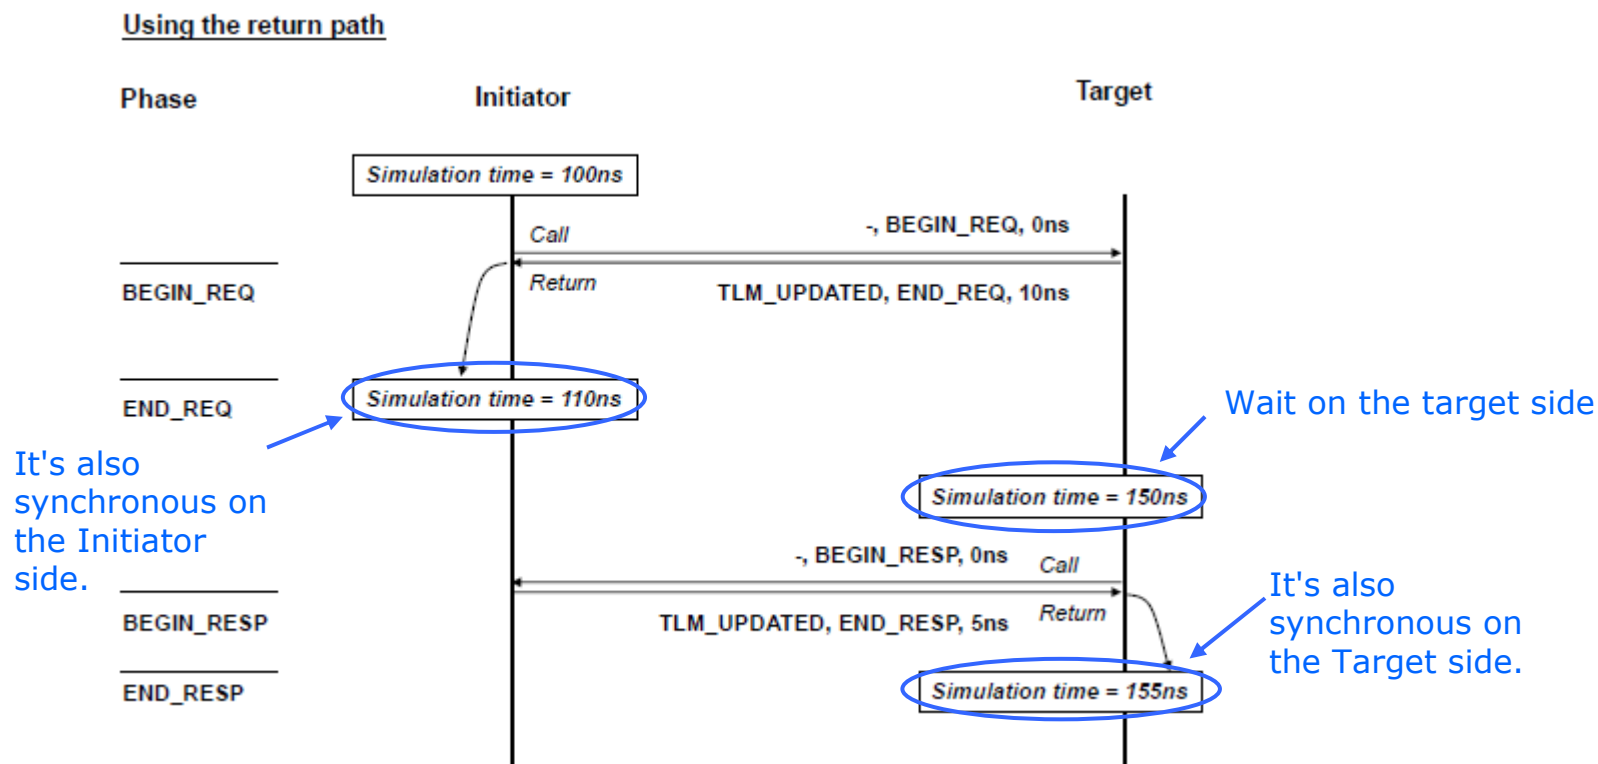 Using the return path
Phase
Initiator
Target
Simulation time = 100ns
Call
-, BEGIN_REQ, 0ns
BEGIN_REQ
Return
TLM_UPDATED, END_REQ, 10ns
END_REQ
Simulation time = 110ns
Wait on the target side
It's also
synchronous on
the Initiator
side.
Simulation time = 150ns
-, BEGIN_RESP, 0ns
Call
BEGIN_RESP
TLM_UPDATED, END_RESP, 5ns
Return
It's also
synchronous on
the Target side.
END_RESP
Simulation time = 155ns